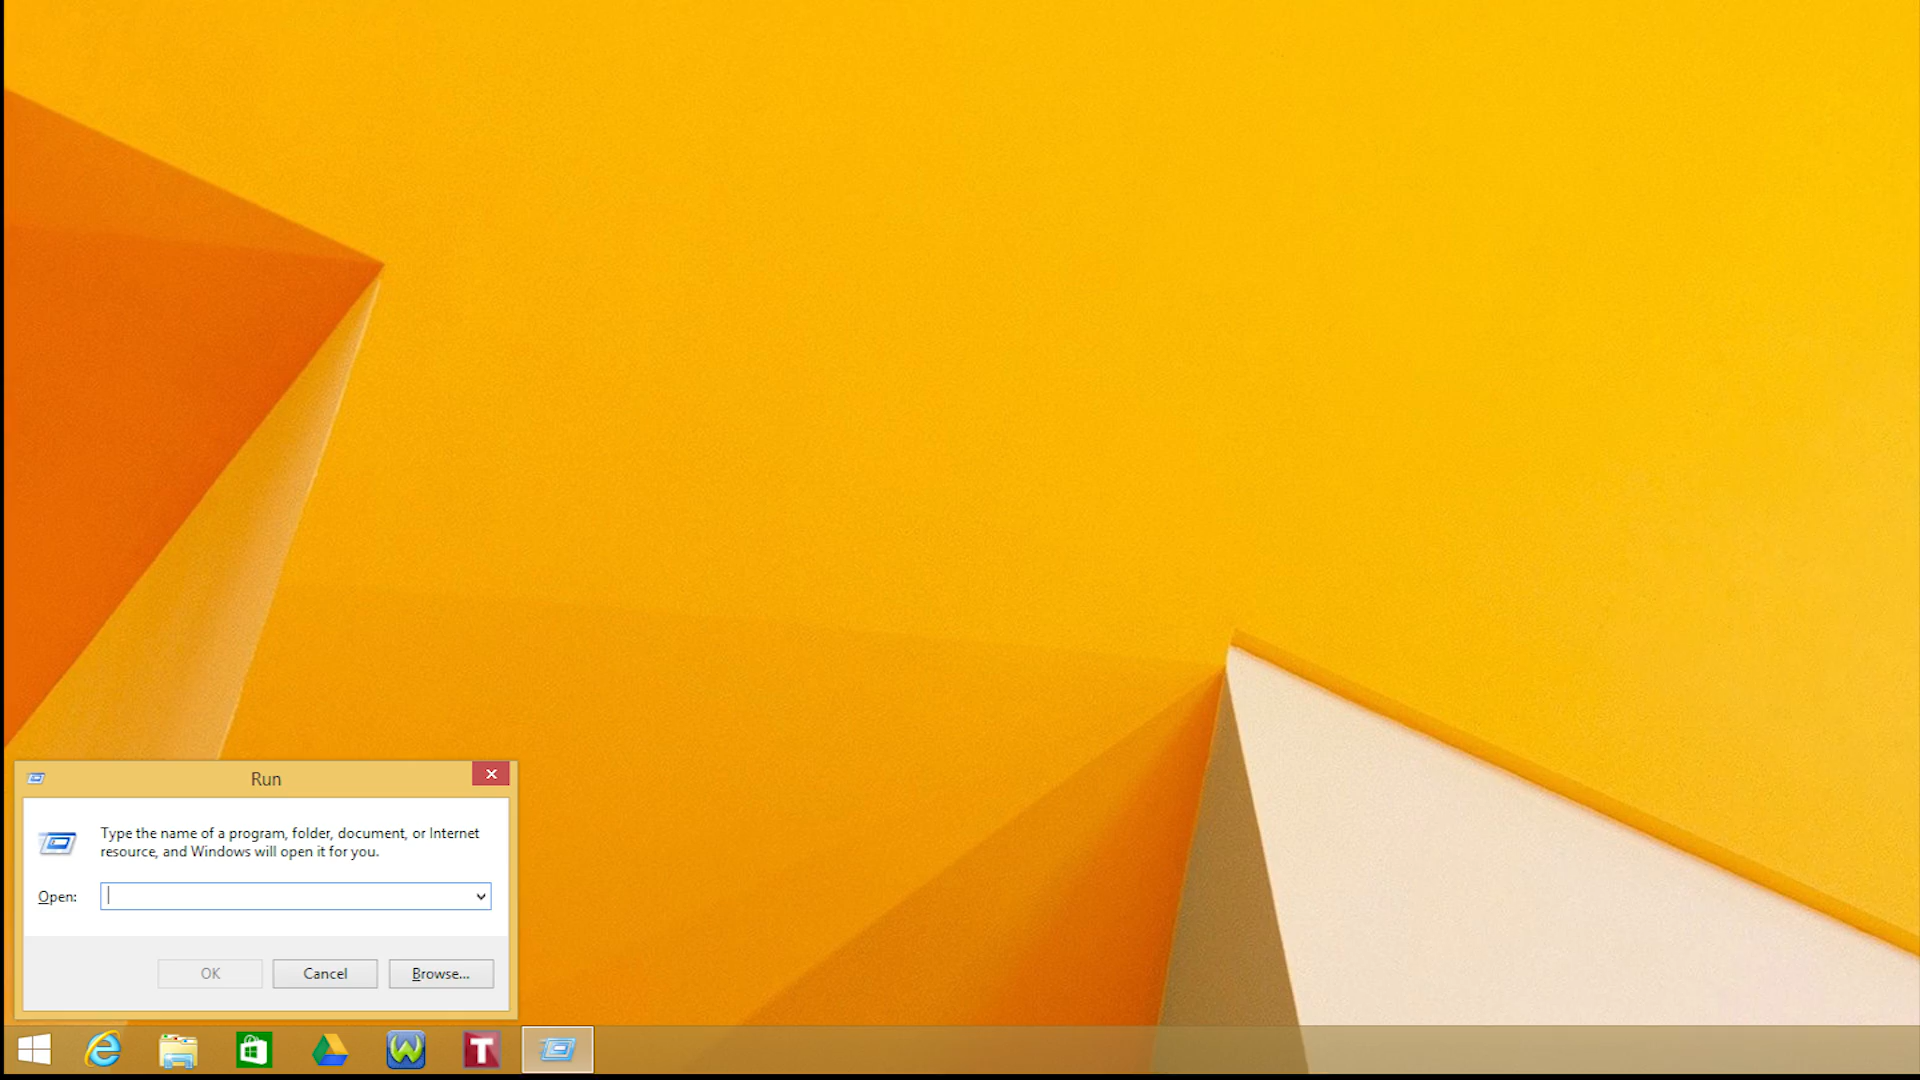 Run
Type the name of a program, folder, document, or Internet
resource, and Windows will open it for you.
Open:
OK
Cancel
Browse...
W
T